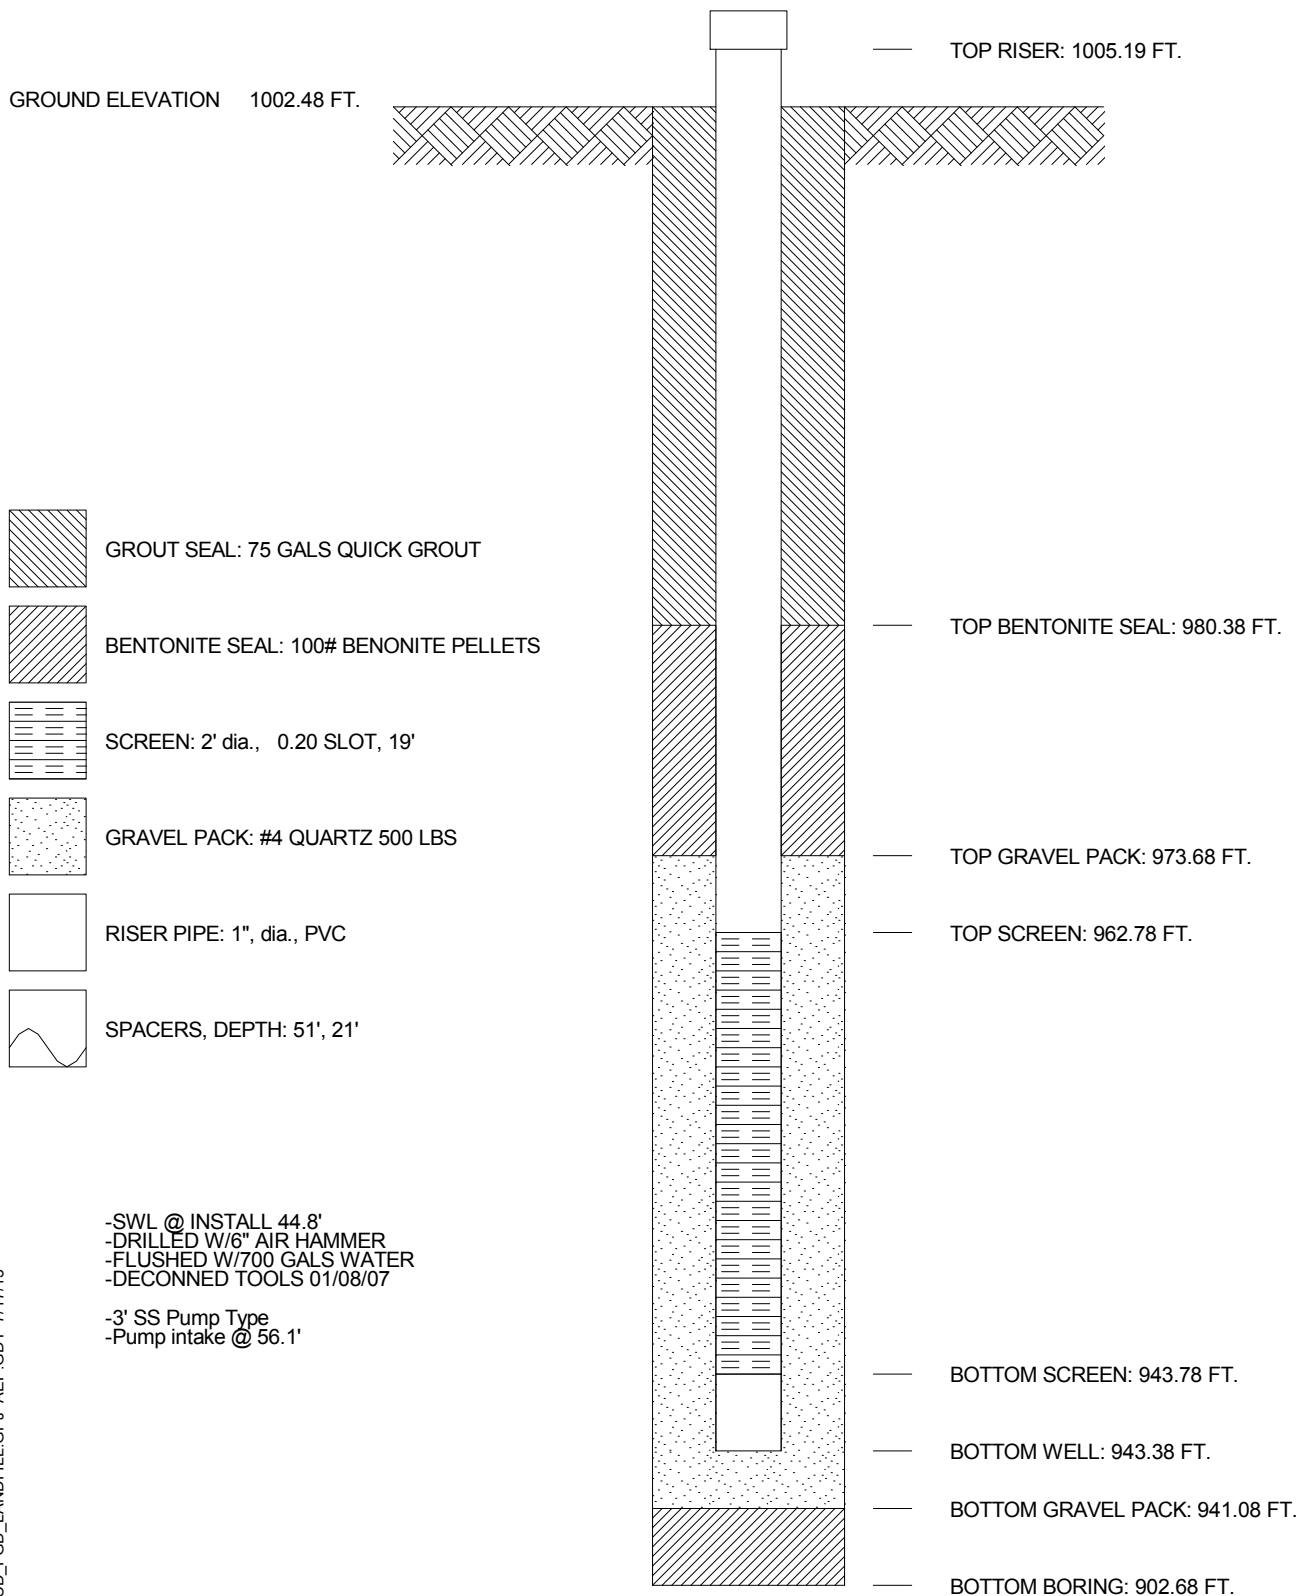 TOP RISER: 1005.19 FT.
GROUND ELEVATION 1002.48 FT.
GROUT SEAL: 75 GALS QUICK GROUT
TOP BENTONITE SEAL: 980.38 FT.
BENTONITE SEAL: 100# BENONITE PELLETS
SCREEN: 2' dia., 0.20 SLOT, 19'
GRAVEL PACK: #4 QUARTZ 500 LBS
TOP GRAVEL PACK: 973.68 FT.
RISER PIPE: 1", dia., PVC
TOP SCREEN: 962.78 FT.
SPACERS, DEPTH: 51', 21'
-SWL @ INSTALL 44.8'
-DRILLED W/6" AIR HAMMER
-FLUSHED W/700 GALS WATER
-DECONNED TOOLS 01/08/07
-3' SS Pump Type
-Pump intake @ 56.1'
BOTTOM SCREEN: 943.78 FT.
BOTTOM WELL: 943.38 FT.
BOTTOM GRAVEL PACK: 941.08 FT.
BOTTOM BORING: 902.68 FT.